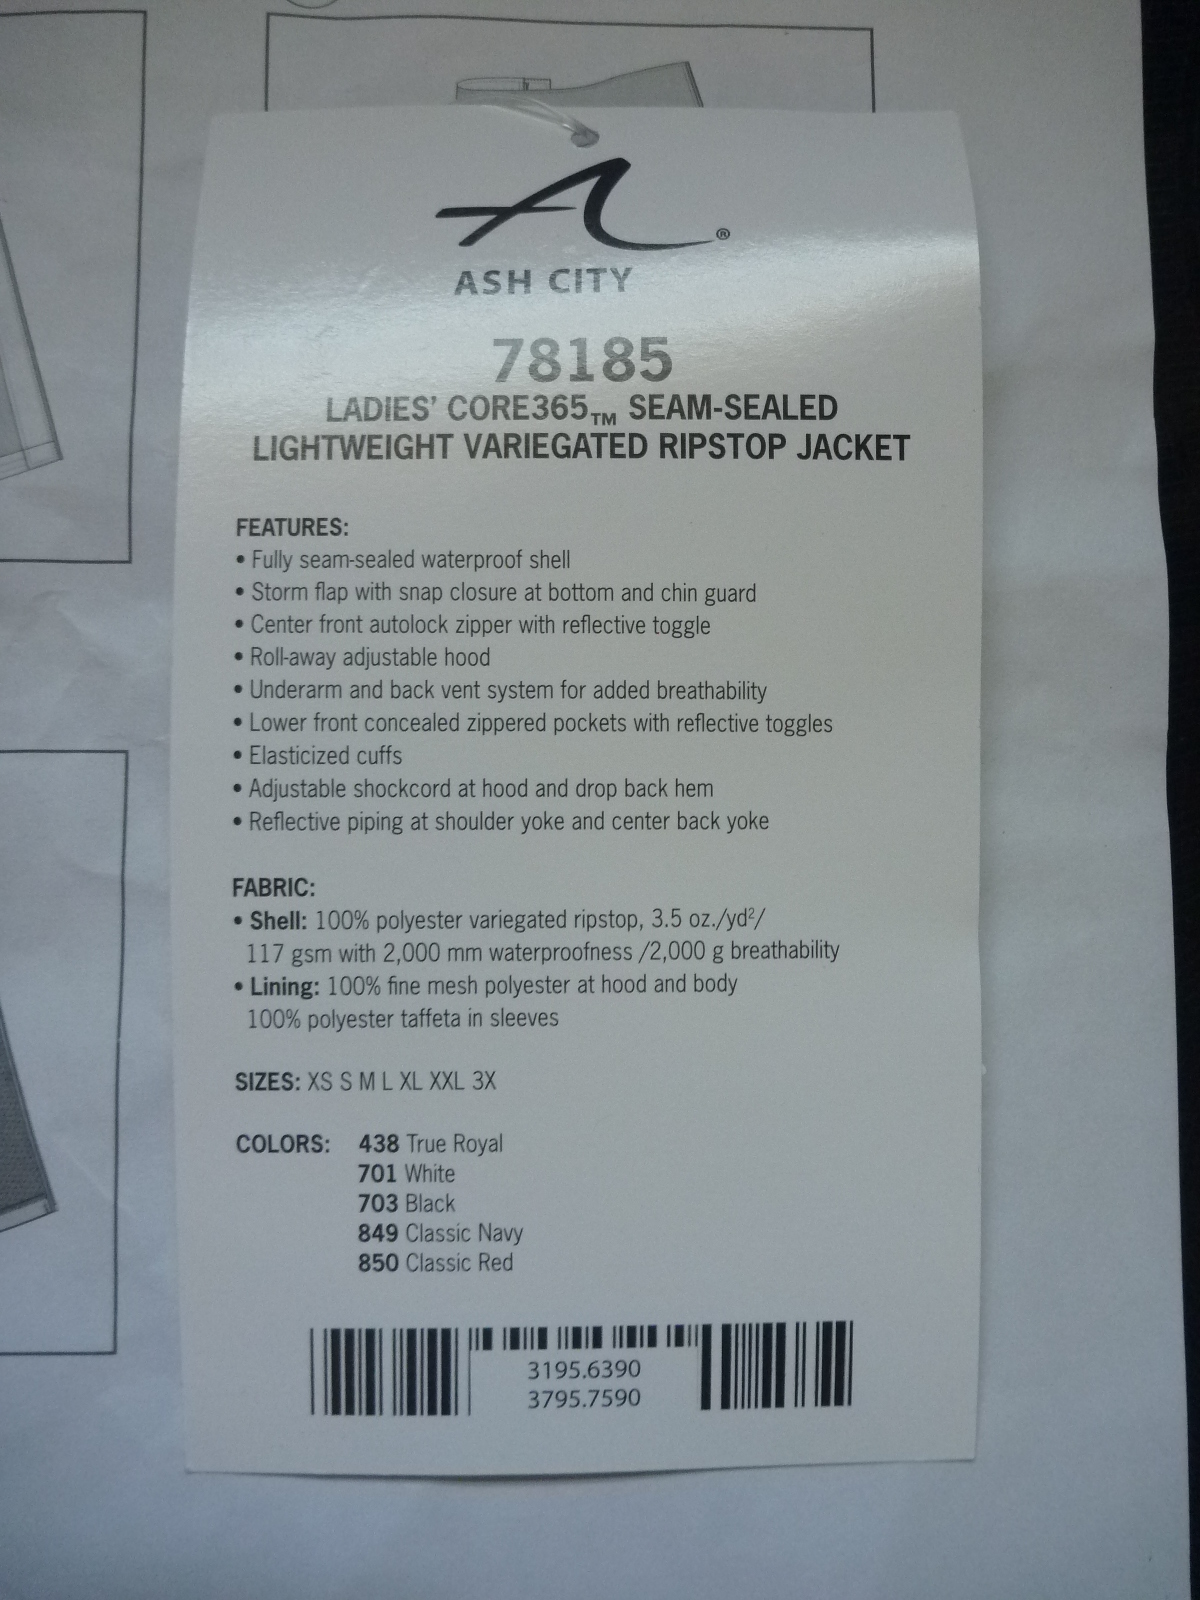 ®
ASH CITY
78185
LADIES' CORE365™ SEAM-SEALED
LIGHTWEIGHT VARIEGATED RIPSTOP JACKET
FEATURES:
• Fully seam-sealed waterproof shell
• Storm flap with snap closure at bottom and chin guard
• Center front autolock zipper with reflective toggle
• Roll-away adjustable hood
• Underarm and back vent system for added breathability
• Lower front concealed zippered pockets with reflective toggles
• Elasticized cuffs
• Adjustable shockcord at hood and drop back hem
• Reflective piping at shoulder yoke and center back yoke
FABRIC:
• Shell: 100% polyester variegated ripstop, 3.5 oz./yd²/
117 gsm with 2,000 mm waterproofness /2,000 g breathability
• Lining: 100% fine mesh polyester at hood and body
100% polyester taffeta in sleeves
SIZES: XS S M L XL XXL 3X
COLORS: 438 True Royal
701 White
703 Black
849 Classic Navy
850 Classic Red
3195.6390
3795.7590